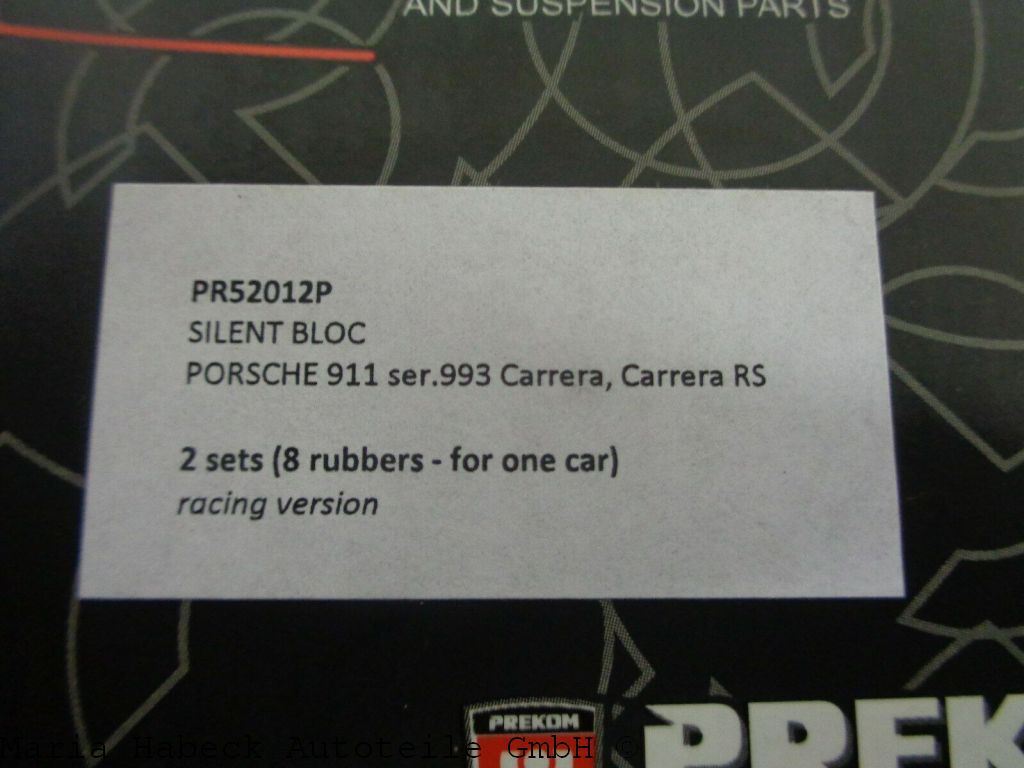 AND SUSPENSION PARTS
PR52012P
SILENT BLOC
PORSCHE 911 ser.993 Carrera, Carrera RS
2 sets (8 rubbers - for one car)
racing version
PREKOM
PREK
Maria Habeck Autoteile GmbH ©